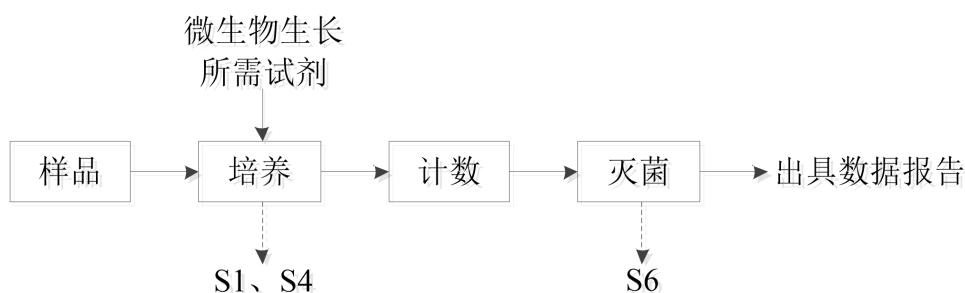 微生物生长
所需试剂
样品
培养
计数
灭菌
出具数据报告
S1、S4
S6